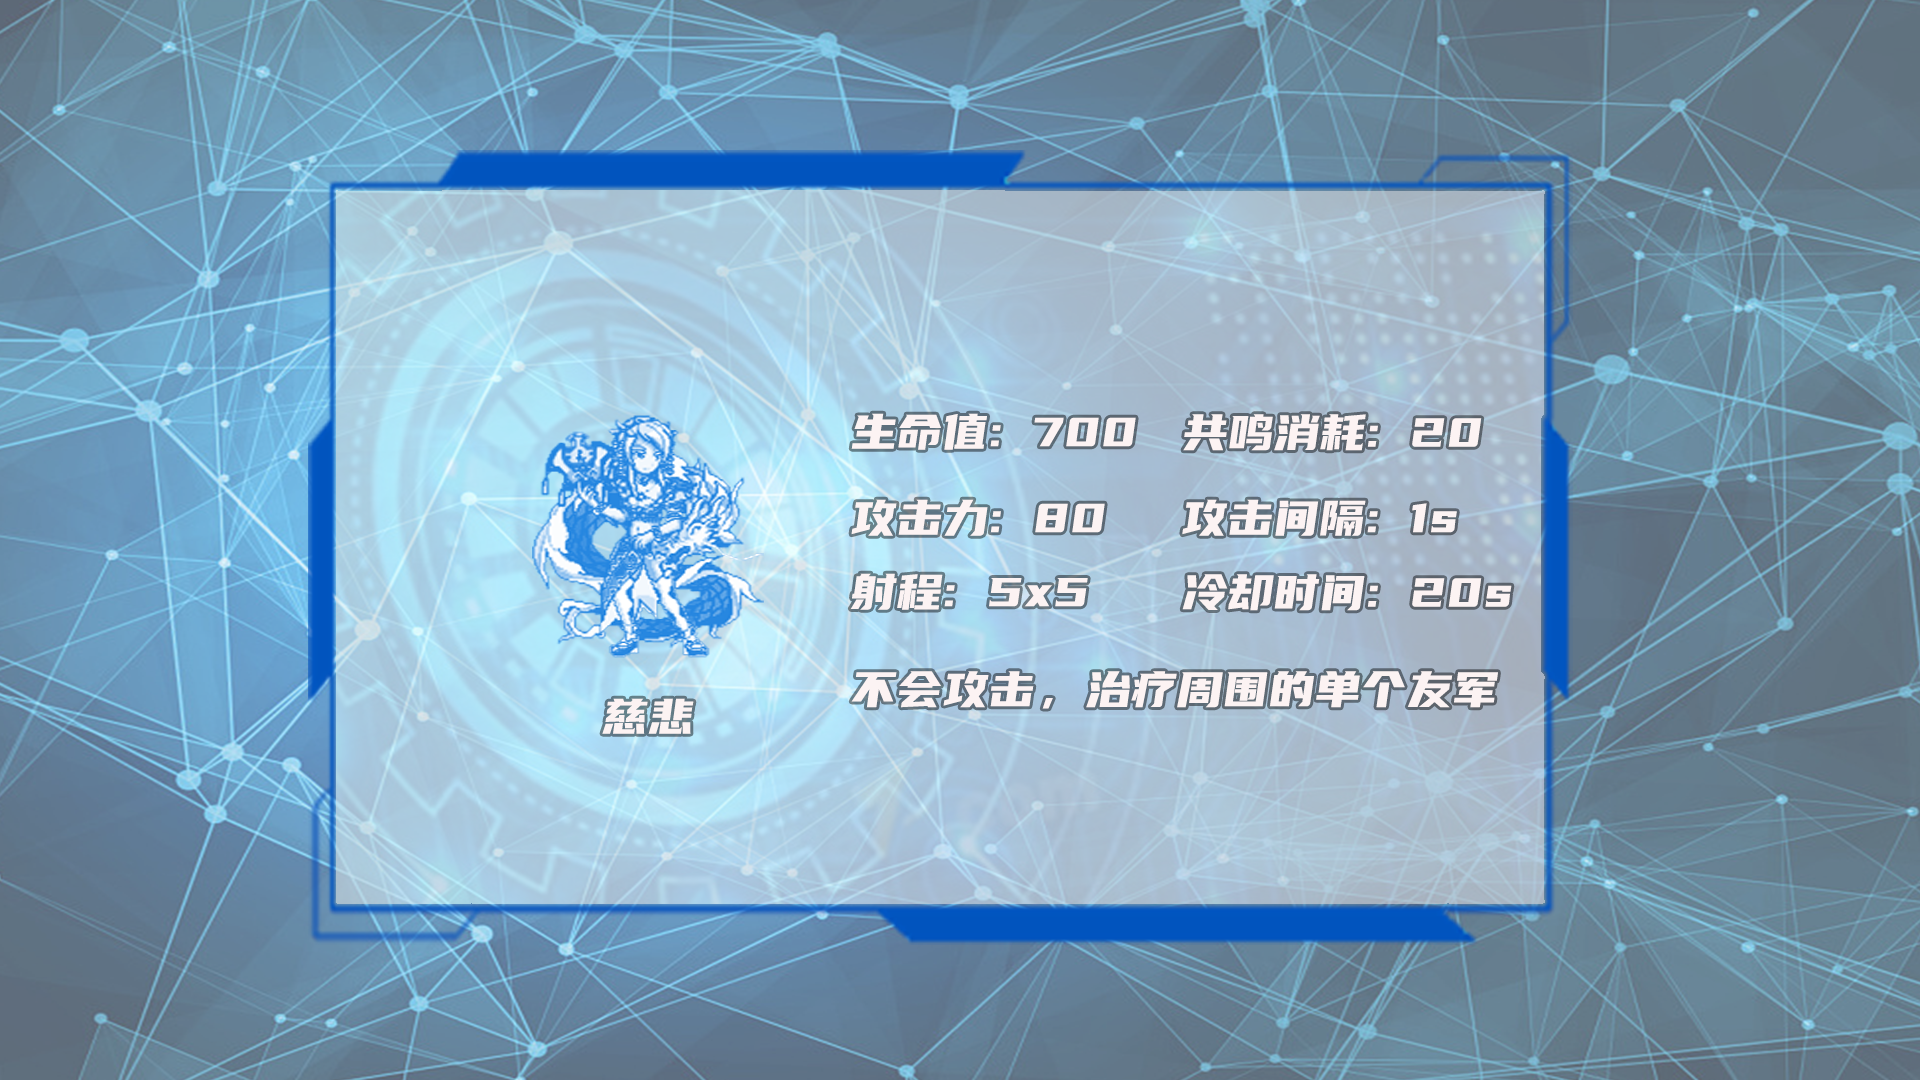 生命值：700 共鸣消耗：20
攻击力：80 攻击间隔：1s
射程：5x5 冷却时间：20s
不会攻击，治疗周围的单个友军
慈悲